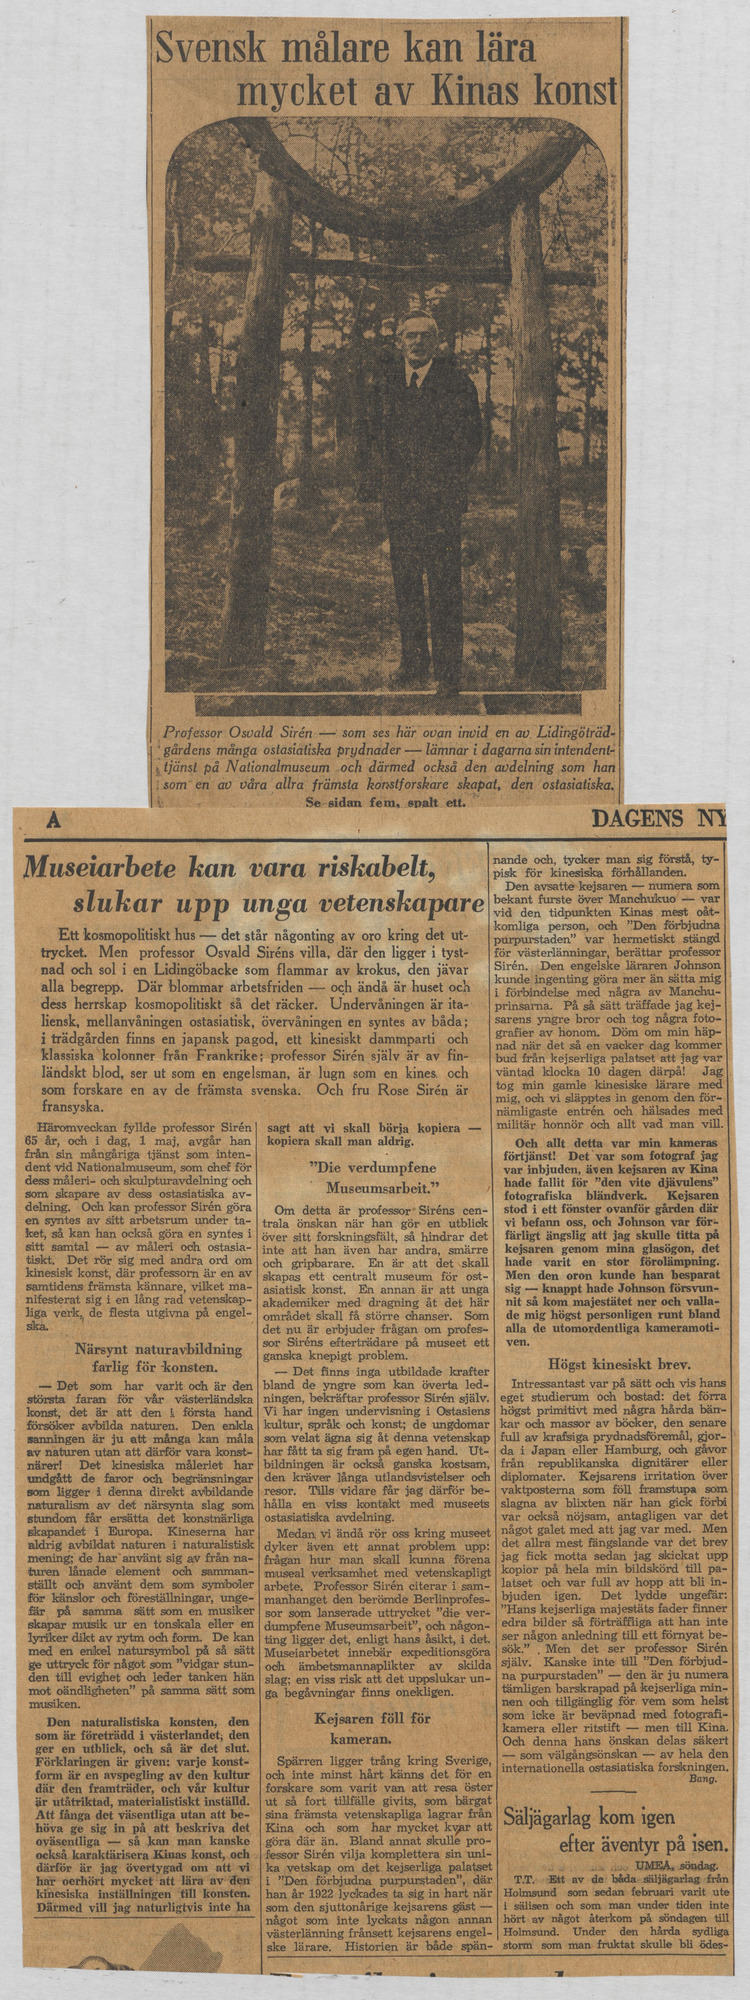 Svensk målare kan lära
mycket av Kinas konst
Professor Osvald Sirén — som ses här ovan invid en av Lidingöträd-
gårdens många ostasiatiska prydnader — lämnar i dagarna sin intendent-
tjänst på Nationalmuseum och därmed också den avdelning som han
som en av våra allra främsta konstforskare skapat, den ostasiatiska.
Se sidan fem, spalt ett.
A
DAGENS NY
Museiarbete kan vara riskabelt,
slukar upp unga vetenskapare
Ett kosmopolitiskt hus — det står någonting av oro kring det ut-
trycket. Men professor Osvald Siréns villa, där den ligger i tyst-
nad och sol i en Lidingöbacke som flammar av krokus, den jävar
alla begrepp. Där blommar arbetsfriden — och ändå är huset och
dess herrskap kosmopolitiskt så det räcker. Undervåningen är ita-
liensk, mellanvåningen ostasiatisk, övervåningen en syntes av båda;
i trädgården finns en japansk pagod, ett kinesiskt dammparti och
klassiska kolonner från Frankrike; professor Sirén själv är av fin-
ländskt blod, ser ut som en engelsman, är lugn som en kines och
som forskare en av de främsta svenska. Och fru Rose Sirén är
fransyska.
Häromveckan fyllde professor Sirén
65 år, och i dag, 1 maj, avgår han
från sin mångåriga tjänst som inten-
dent vid Nationalmuseum, som chef för
dess måleri- och skulpturavdelning och
som skapare av dess ostasiatiska av-
delning. Och kan professor Sirén göra
en syntes av sitt arbetsrum under ta-
ket, så kan han också göra en syntes i
sitt samtal — av måleri och ostasia-
tiskt. Det rör sig med andra ord om
kinesisk konst, där professorn är en av
samtidens främsta kännare, vilket ma-
nifesterat sig i en lång rad vetenskap-
liga verk, de flesta utgivna på engel-
ska.
Närsynt naturavbildning
farlig för konsten.
— Det som har varit och är den
största faran för vår västerländska
konst, det är att den i första hand
försöker avbilda naturen. Den enkla
sanningen är ju att många kan måla
av naturen utan att därför vara konst-
närer! Det kinesiska måleriet har
undgått de faror och begränsningar
som ligger i denna direkt avbildande
naturalism av det närsynta slag som
stundom får ersätta det konstnärliga
skapandet i Europa. Kineserna har
aldrig avbildat naturen i naturalistisk
mening; de har använt sig av från na-
turen lånade element och samman-
ställt och använt dem som symboler
för känslor och föreställningar, unge-
fär på samma sätt som en musiker
skapar musik ur en tonskala eller en
lyriker dikt av rytm och form. De kan
med en enkel natursymbol på så sätt
ge uttryck för något som "vidgar stun-
den till evighet och leder tanken hän
mot oändligheten" på samma sätt som
musiken.
Den naturalistiska konsten, den
som är företrädd i västerlandet, den
ger en utblick, och så är det slut.
Förklaringen är given: varje konst-
form är en avspegling av den kultur
där den framträder, och vår kultur
är utåtriktad, materialistiskt inställd.
Att fånga det väsentliga utan att be-
höva ge sig in på att beskriva det
oväsentliga — så kan man kanske
också karaktärisera Kinas konst, och
därför är jag övertygad om att vi
har oerhört mycket att lära av den
kinesiska inställningen till konsten.
Därmed vill jag naturligtvis inte ha
sagt att vi skall börja kopiera —
kopiera skall man aldrig.
"Die verdumpfene
Museumsarbeit."
Om detta är professor Siréns cen-
trala önskan när han gör en utblick
över sitt forskningsfält, så hindrar det
inte att han även har andra, smärre
och gripbarare. En är att det skall
skapas ett centralt museum för ost-
asiatisk konst. En annan är att unga
akademiker med dragning åt det här
området skall få större chanser. Som
det nu är erbjuder frågan om profes-
sor Siréns efterträdare på museet ett
ganska knepigt problem.
— Det finns inga utbildade krafter
bland de yngre som kan överta led-
ningen, bekräftar professor Sirén själv.
Vi har ingen undervisning i Ostasiens
kultur, språk och konst; de ungdomar
som velat ägna sig åt denna vetenskap
har fått ta sig fram på egen hand. Ut-
bildningen är också ganska kostsam,
den kräver långa utlandsvistelser och
resor. Tills vidare får jag därför be-
hålla en viss kontakt med museets
ostasiatiska avdelning.
Medan vi ändå rör oss kring museet
dyker även ett annat problem upp:
frågan hur man skall kunna förena
museal verksamhet med vetenskapligt
arbete. Professor Sirén citerar i sam-
manhanget den berömde Berlinprofes-
sor som lanserade uttrycket "die ver-
dumpfene Museumsarbeit", och någon-
ting ligger det, enligt hans åsikt, i det.
Museiarbetet innebär expeditionsgöra
och ämbetsmannaplikter av skilda
slag; en viss risk att det uppslukar un-
ga begåvningar finns onekligen.
Kejsaren föll för
kameran.
Spärren ligger trång kring Sverige,
och inte minst hårt känns det för en
forskare som varit van att resa öster
ut så fort tillfälle givits, som bärgat
sina främsta vetenskapliga lagrar från
Kina och som har mycket kvar att
göra där än. Bland annat skulle pro-
fessor Sirén vilja komplettera sin uni-
ka vetskap om det kejserliga palatset
i "Den förbjudna purpurstaden", där
han år 1922 lyckades ta sig in hart när
som den sjuttonårige kejsarens gäst —
något som inte lyckats någon annan
västerlänning frånsett kejsarens engel-
ske lärare. Historien är både spän-
nande och, tycker man sig förstå, ty-
pisk för kinesiska förhållanden.
Den avsatte kejsaren — numera som
bekant furste över Manchukuo — var
vid den tidpunkten Kinas mest oåt-
komliga person, och "Den förbjudna
purpurstaden" var hermetiskt stängd
för västerlänningar, berättar professor
Sirén. Den engelske läraren Johnson
kunde ingenting göra mer än sätta mig
i förbindelse med några av Manchu-
prinsarna. På så sätt träffade jag kej-
sarens yngre bror och tog några foto-
grafier av honom. Döm om min häp-
nad när det så en vacker dag kommer
bud från kejserliga palatset att jag var
väntad klocka 10 dagen därpå! Jag
tog min gamle kinesiske lärare med
mig, och vi släpptes in genom den för-
nämligaste entrén och hälsades med
militär honnör och allt vad man vill.
Och allt detta var min kameras
förtjänst! Det var som fotograf jag
var inbjuden, även kejsaren av Kina
hade fallit för "den vite djävulens"
fotografiska bländverk. Kejsaren
stod i ett fönster ovanför gården där
vi befann oss, och Johnson var för-
färligt ängslig att jag skulle titta på
kejsaren genom mina glasögon, det
hade varit en stor förolämpning.
Men den oron kunde han besparat
sig — knappt hade Johnson försvun-
nit så kom majestätet ner och valla-
de mig högst personligen runt bland
alla de utomordentliga kameramoti-
ven.
Högst kinesiskt brev.
Intressantast var på sätt och vis hans
eget studierum och bostad: det förra
högst primitivt med några hårda bän-
kar och massor av böcker, den senare
full av krafsiga prydnadsföremål, gjor-
da i Japan eller Hamburg, och gåvor
från republikanska dignitärer eller
diplomater. Kejsarens irritation över
vaktposterna som föll framstupa som
slagna av blixten när han gick förbi
var också nöjsam, antagligen var det
något galet med att jag var med. Men
det allra mest fängslande var det brev
jag fick motta sedan jag skickat upp
kopior på hela min bildskörd till pa-
latset och var full av hopp att bli in-
bjuden igen. Det lydde ungefär:
"Hans kejserliga majestäts fader finner
edra bilder så förträffliga att han inte
ser någon anledning till ett förnyat be-
sök." Men det ser professor Sirén
själv. Kanske inte till "Den förbjud-
na purpurstaden" — den är ju numera
tämligen barskrapad på kejserliga min-
nen och tillgänglig för vem som helst
som icke är beväpnad med fotografi-
kamera eller ritstift — men till Kina.
Och denna hans önskan delas säkert
— som välgångsönskan — av hela den
internationella ostasiatiska forskningen.
Bang.
Säljägarlag kom igen
efter äventyr på isen.
UMEÅ, söndag.
T.T. Ett av de båda säljägarlag från
Holmsund som sedan februari varit ute
i sälisen och som man under tiden inte
hört av något återkom på söndagen till
Holmsund. Under den hårda sydliga
storm som man fruktat skulle bli ödes-